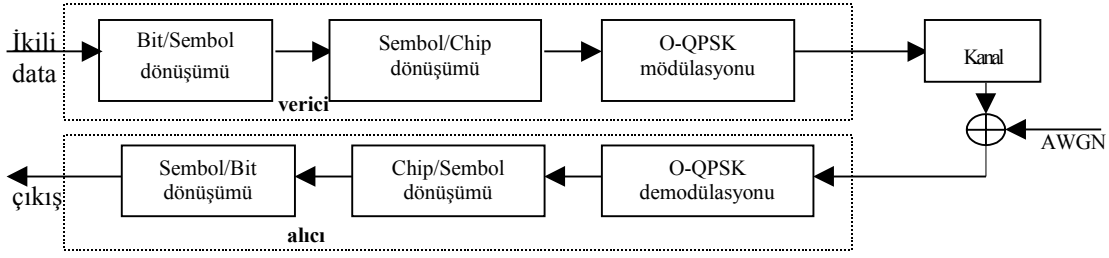 İkili
data
Bit/Sembol
dönüşümü
Sembol/Chip
dönüşümü
O-QPSK
mödülasyonu
Kanal
verici
AWGN
çıkış
Sembol/Bit
dönüşümü
Chip/Sembol
dönüşümü
O-QPSK
demodülasyonu
alıcı